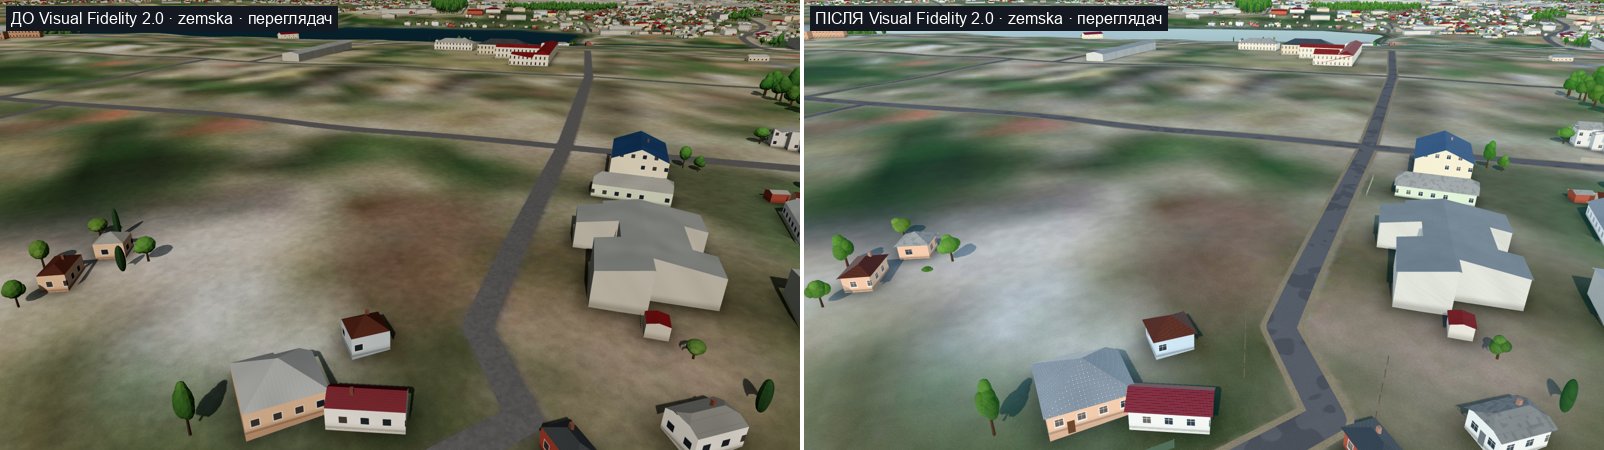 ДО Visual Fidelity 2.0 · zemska · переглядач
ПІСЛЯ Visual Fidelity 2.0 · zemska · переглядач